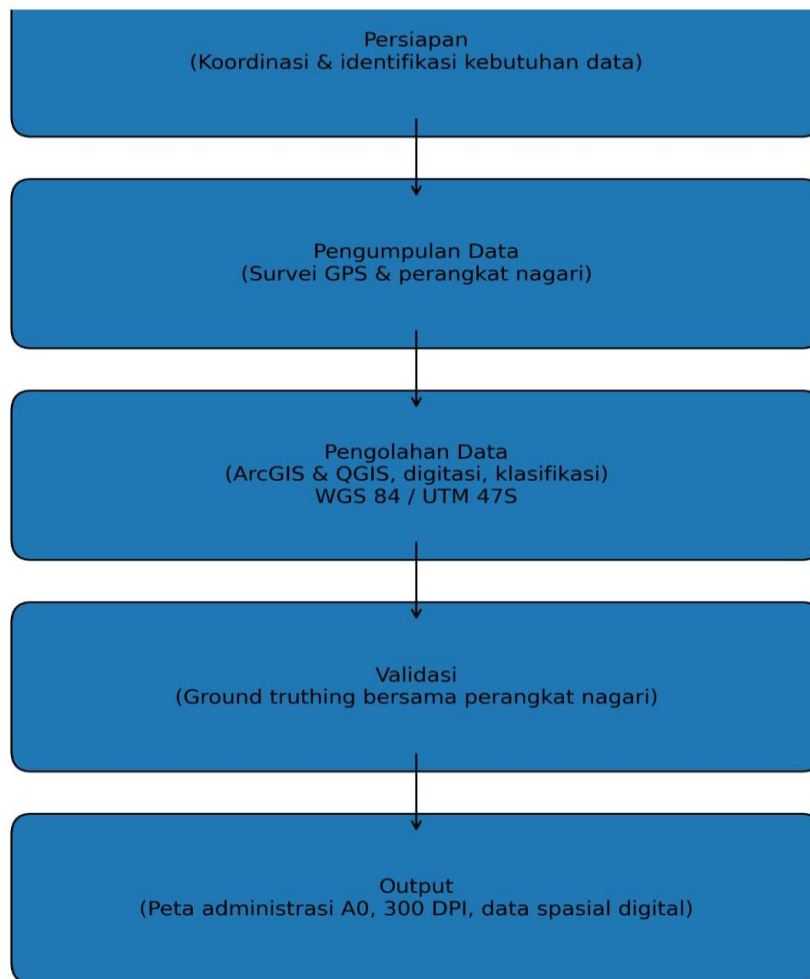 Persiapan
(Koordinasi & identifikasi kebutuhan data)
Pengumpulan Data
(Survei GPS & perangkat nagari)
Pengolahan Data
(ArcGIS & QGIS, digitasi, klasifikasi)
WGS 84 / UTM 47S
Validasi
(Ground truthing bersama perangkat nagari)
Output
(Peta administrasi A0, 300 DPI, data spasial digital)